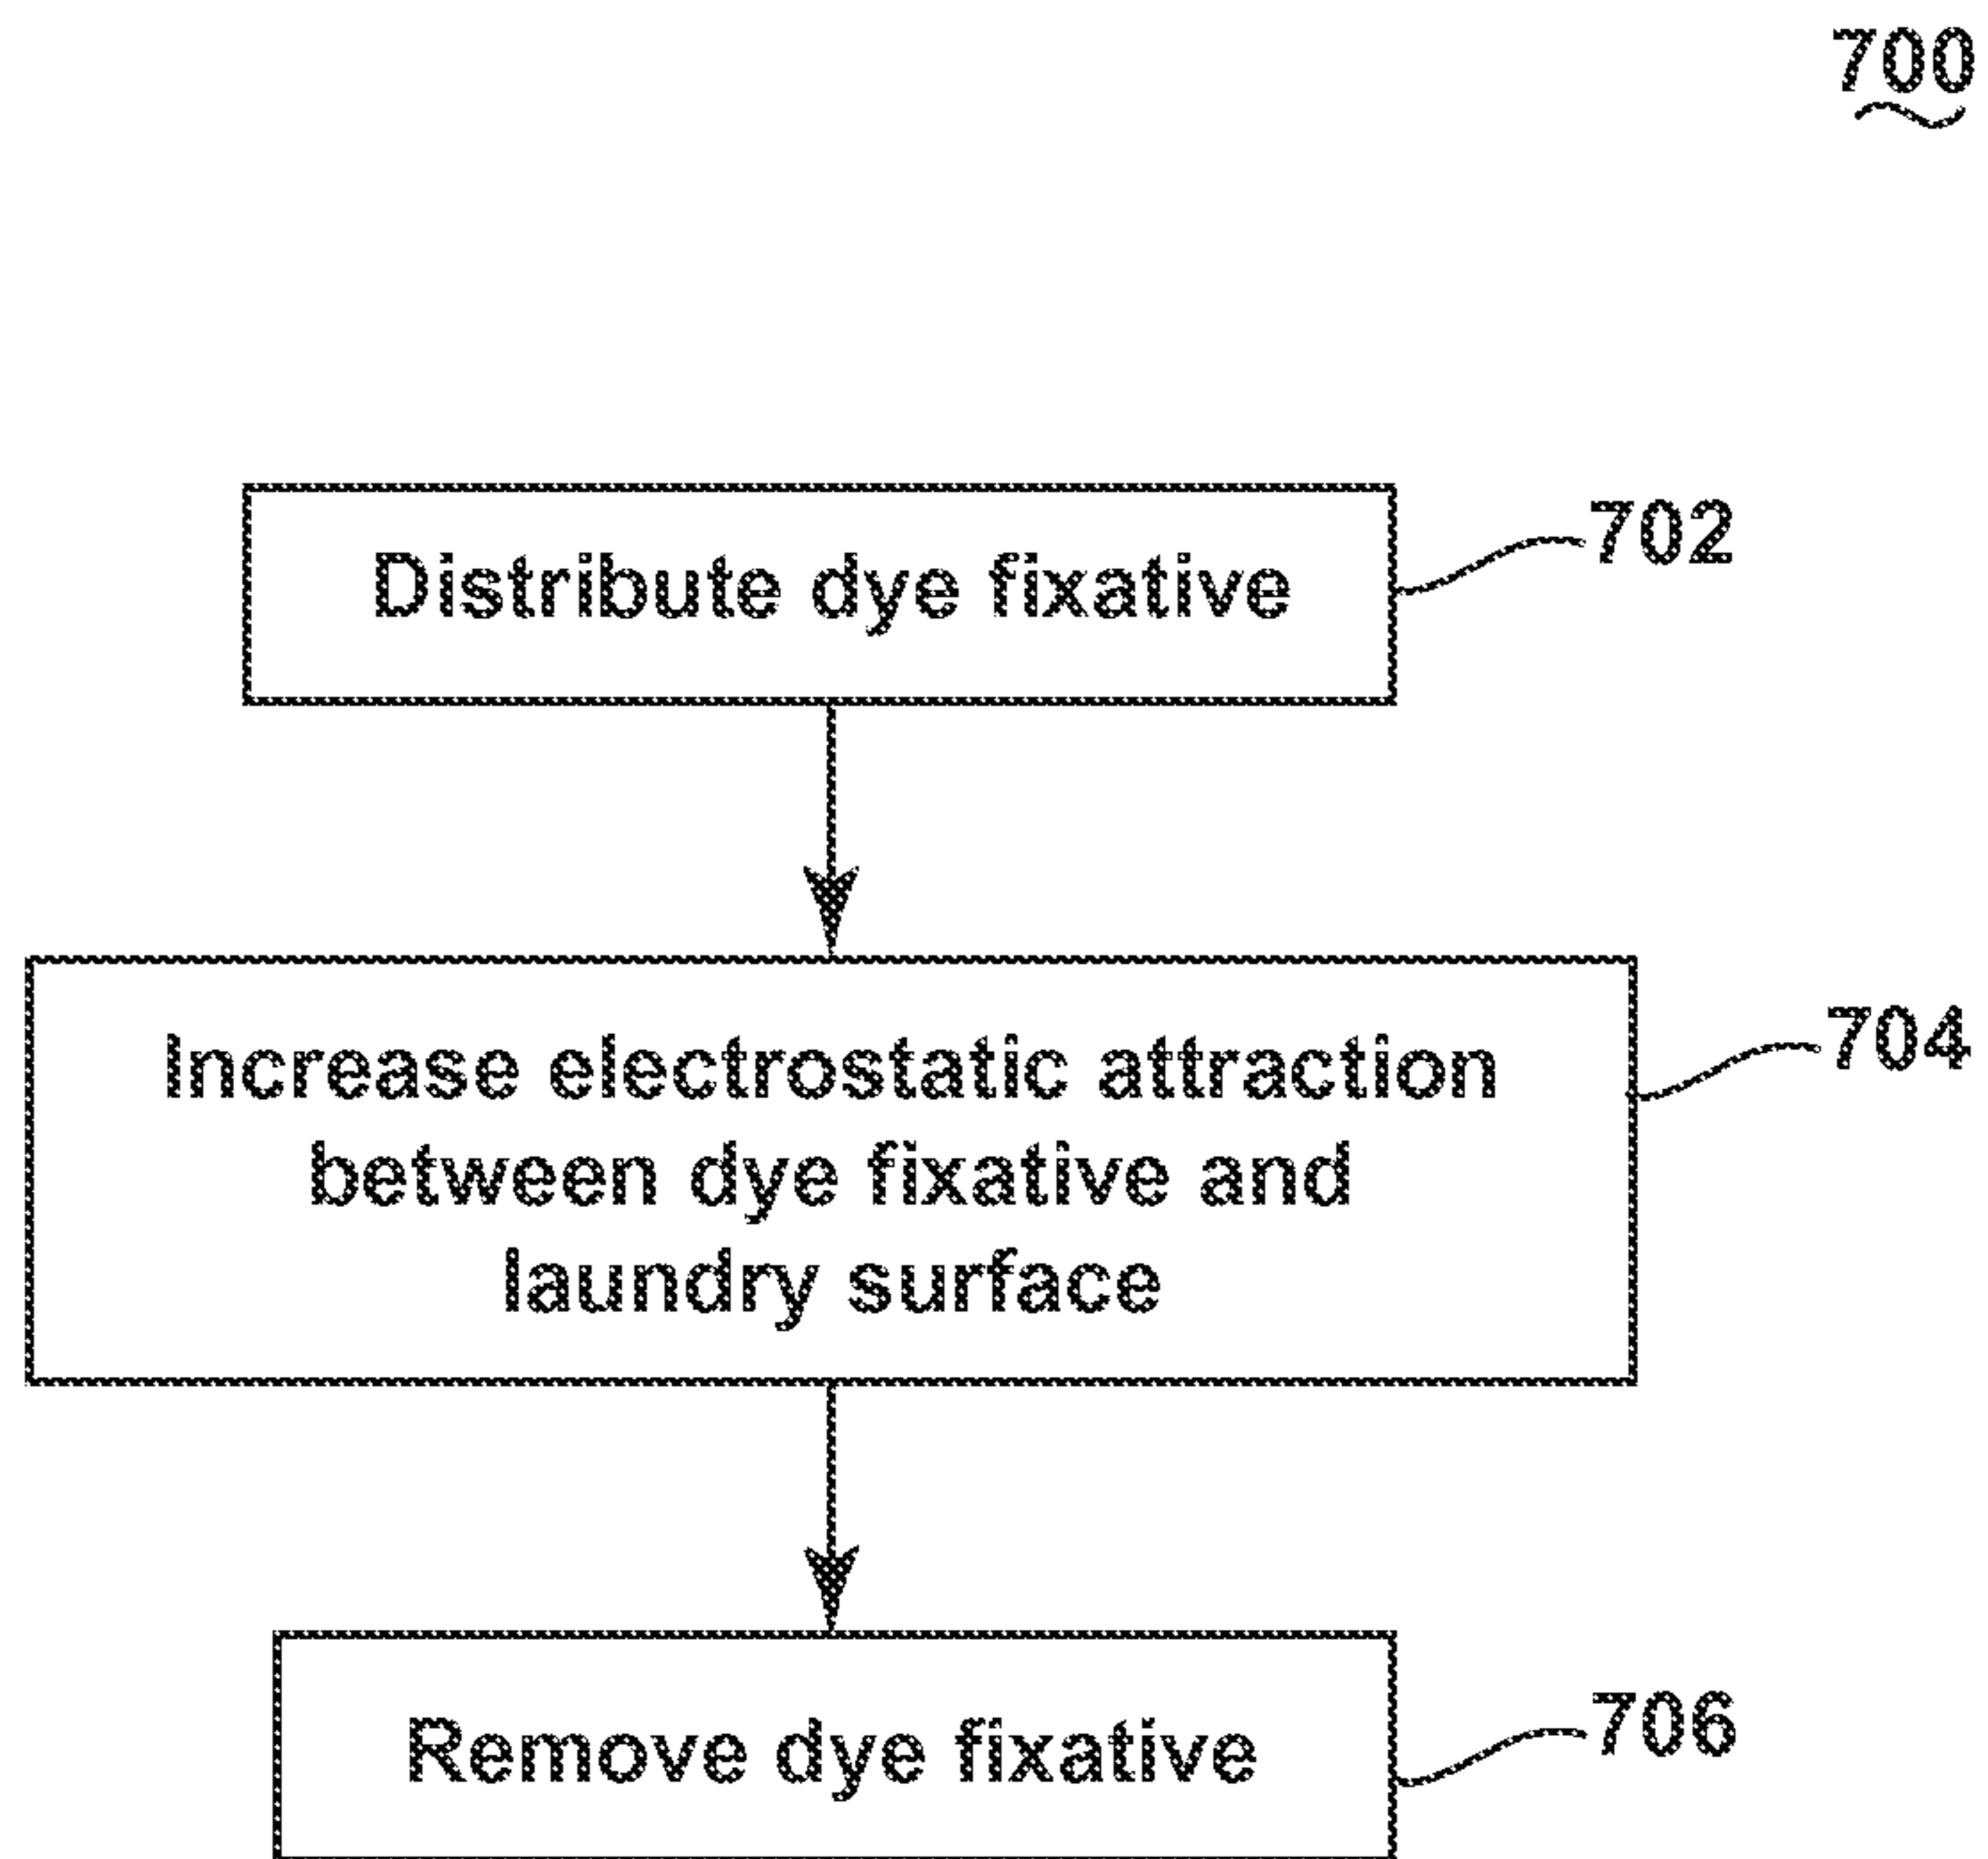 700
Distribute dye fixative
702
Increase electrostatic attraction
between dye fixative and
laundry surface
704
Remove dye fixative
706